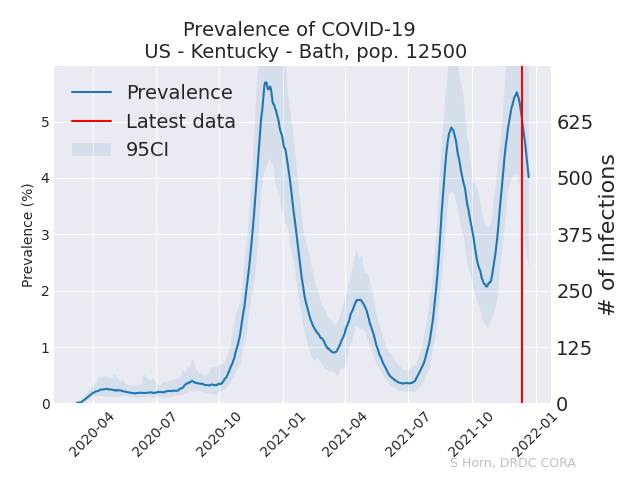 Prevalence of COVID-19
US - Kentucky - Bath, pop. 12500
Prevalence
Latest data
95CI
Prevalence (%)
5
4
3
2
1
0
# of infections
625
500
375
250
125
0
2020-04
2020-07
2020-10
2021-01
2021-04
2021-07
2021-10
2022-01
S Horn, DRDC CORA